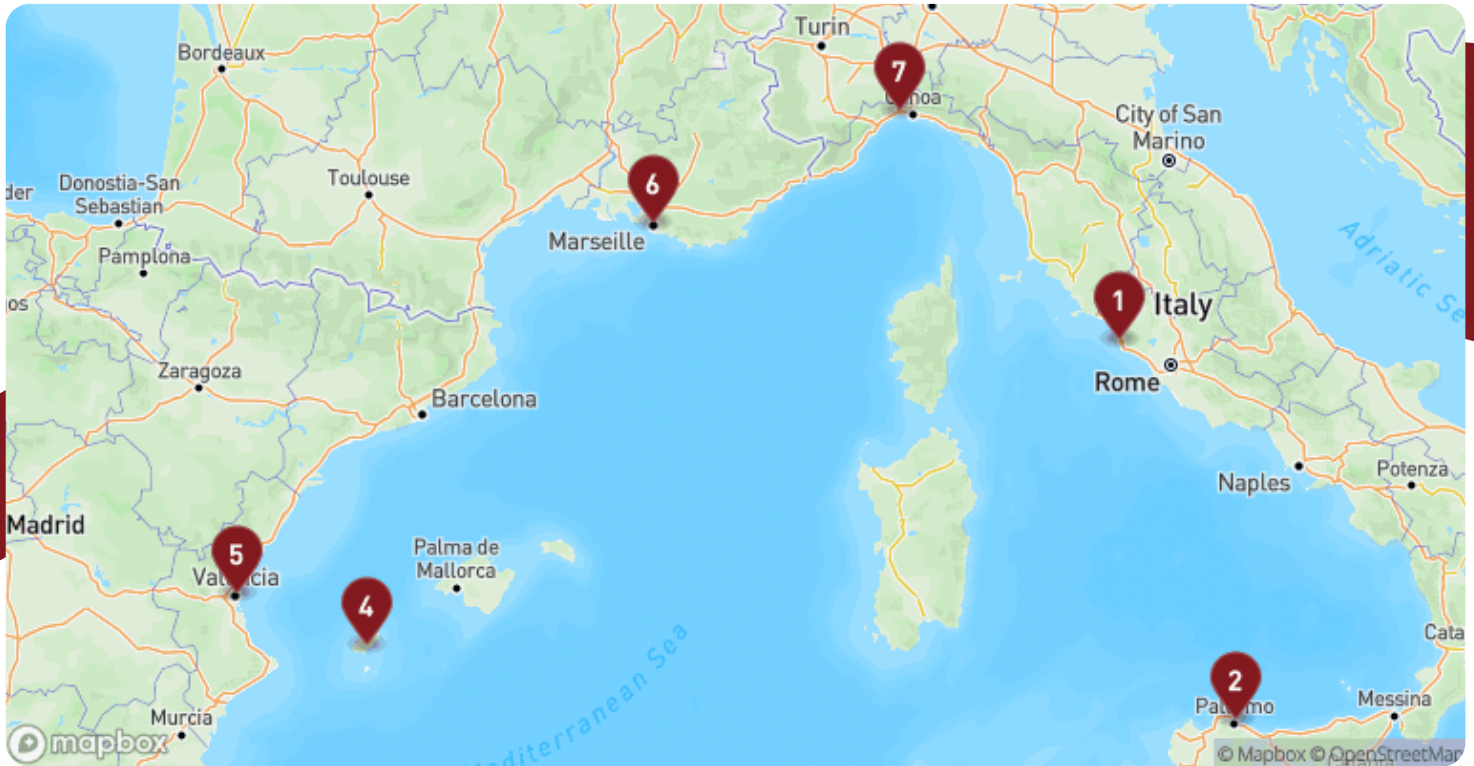 Turin
Bordeaux
7
Genoa
City of San
Marino
6
Toulouse
der
Donostia-San
Sebastian
Marseille
Pamplona
Adriatic Se
1
Italy
os
Zaragoza
Rome
Barcelona
Potenza
Naples
Madrid
5
Valencia
Palma de
Mallorca
4
Mediterranean Sea
Cata
2
Palermo
Messina
Murcia
mapbox
© Mapbox © OpenStreetMap